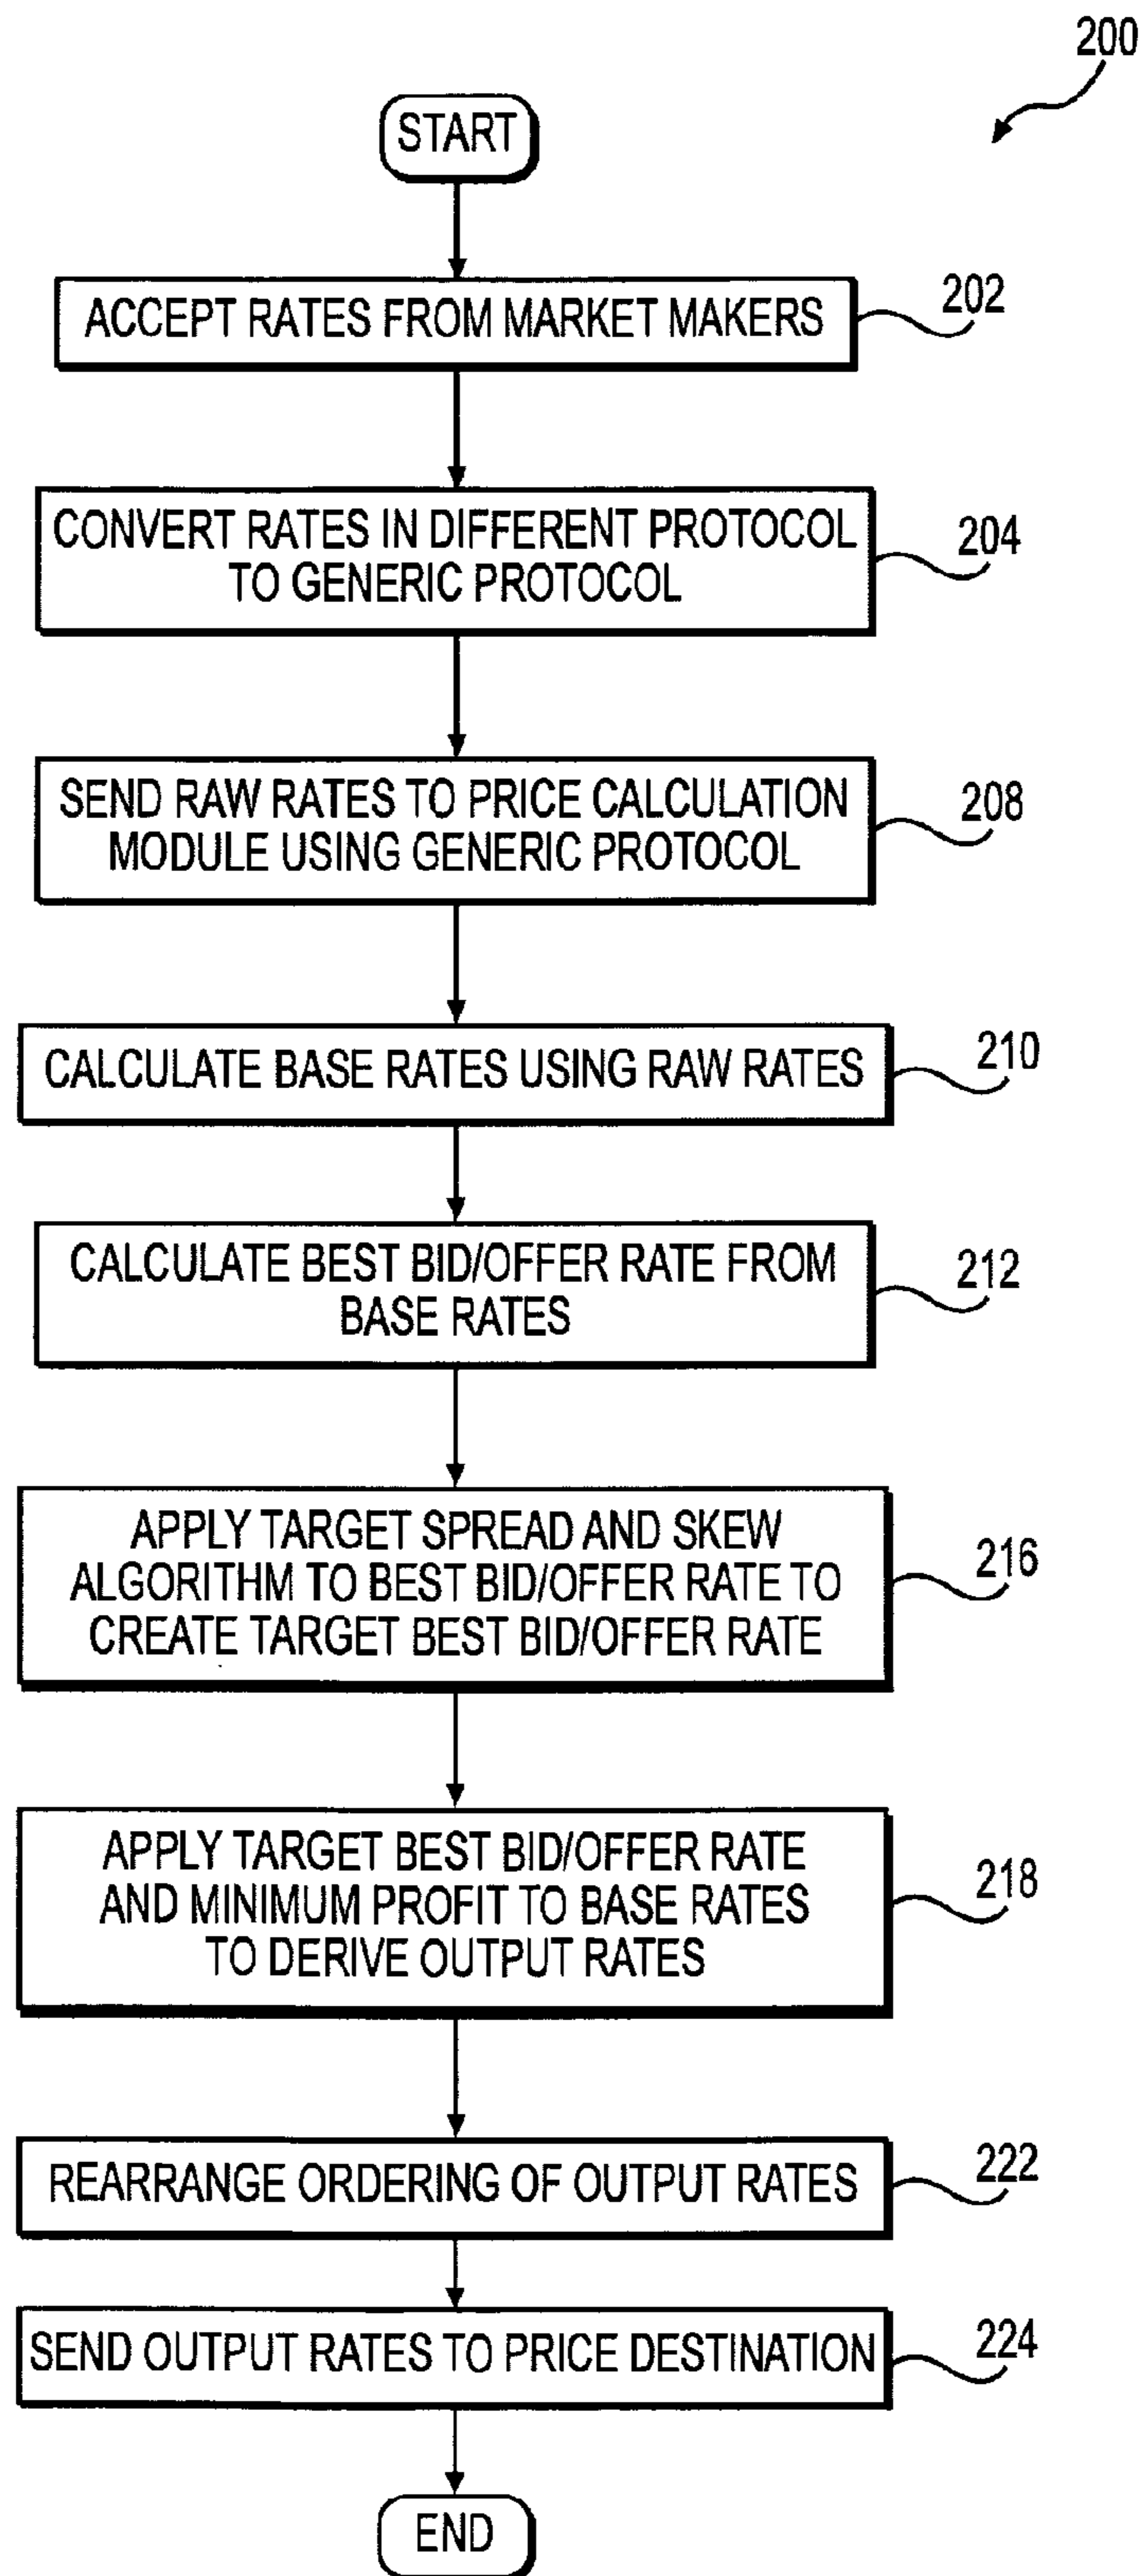 200
START
ACCEPT RATES FROM MARKET MAKERS
202
CONVERT RATES IN DIFFERENT PROTOCOL
TO GENERIC PROTOCOL
204
SEND RAW RATES TO PRICE CALCULATION
MODULE USING GENERIC PROTOCOL
208
CALCULATE BASE RATES USING RAW RATES
210
CALCULATE BEST BID/OFFER RATE FROM
BASE RATES
212
APPLY TARGET SPREAD AND SKEW
ALGORITHM TO BEST BID/OFFER RATE TO
CREATE TARGET BEST BID/OFFER RATE
216
APPLY TARGET BEST BID/OFFER RATE
AND MINIMUM PROFIT TO BASE RATES
TO DERIVE OUTPUT RATES
218
REARRANGE ORDERING OF OUTPUT RATES
222
SEND OUTPUT RATES TO PRICE DESTINATION
224
END